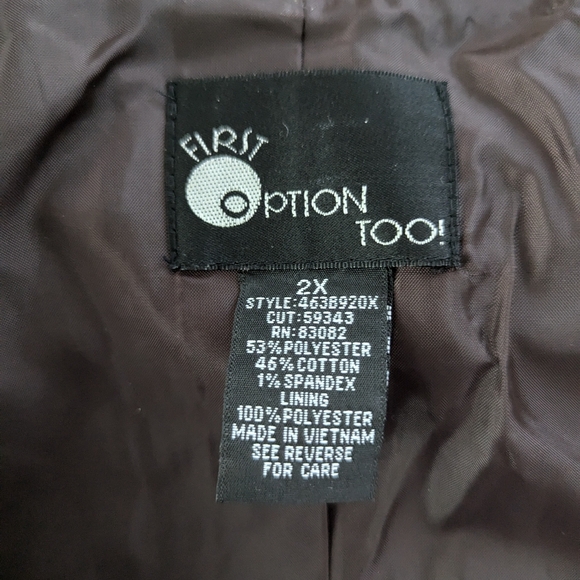 FIRST
OPTION
TOO!
2X
STYLE:463B920X
CUT:59343
RN:83082
53%POLYESTER
46%COTTON
1%SPANDEX
LINING
100%POLYESTER
MADE IN VIETNAM
SEE REVERSE
FOR CARE